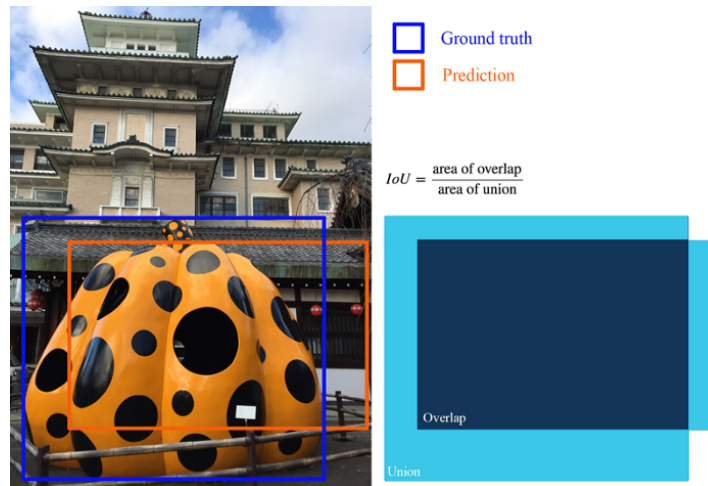 Ground truth
Prediction
IoU = area of overlap / area of union
Overlap
Union